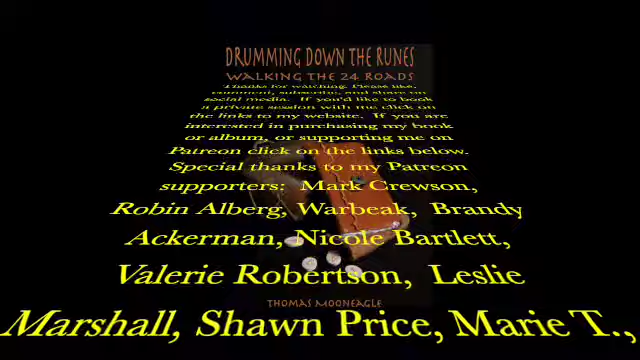 DRUMMING DOWN THE RUNES
WALKING THE 24 ROADS
Thanks for watching. Please like,
comment, subscribe, and share on
social media. If you'd like to book
a private session with me click on
the links to my website. If you are
interested in purchasing my book
or album, or supporting me on
Patreon click on the links below.
Special thanks to my Patreon
supporters: Mark Crewson,
Robin Alberg, Warbeak, Brandy
Ackerman, Nicole Bartlett,
Valerie Robertson, Leslie
THOMAS MOONEAGLE
Marshall, Shawn Price, Marie T.,